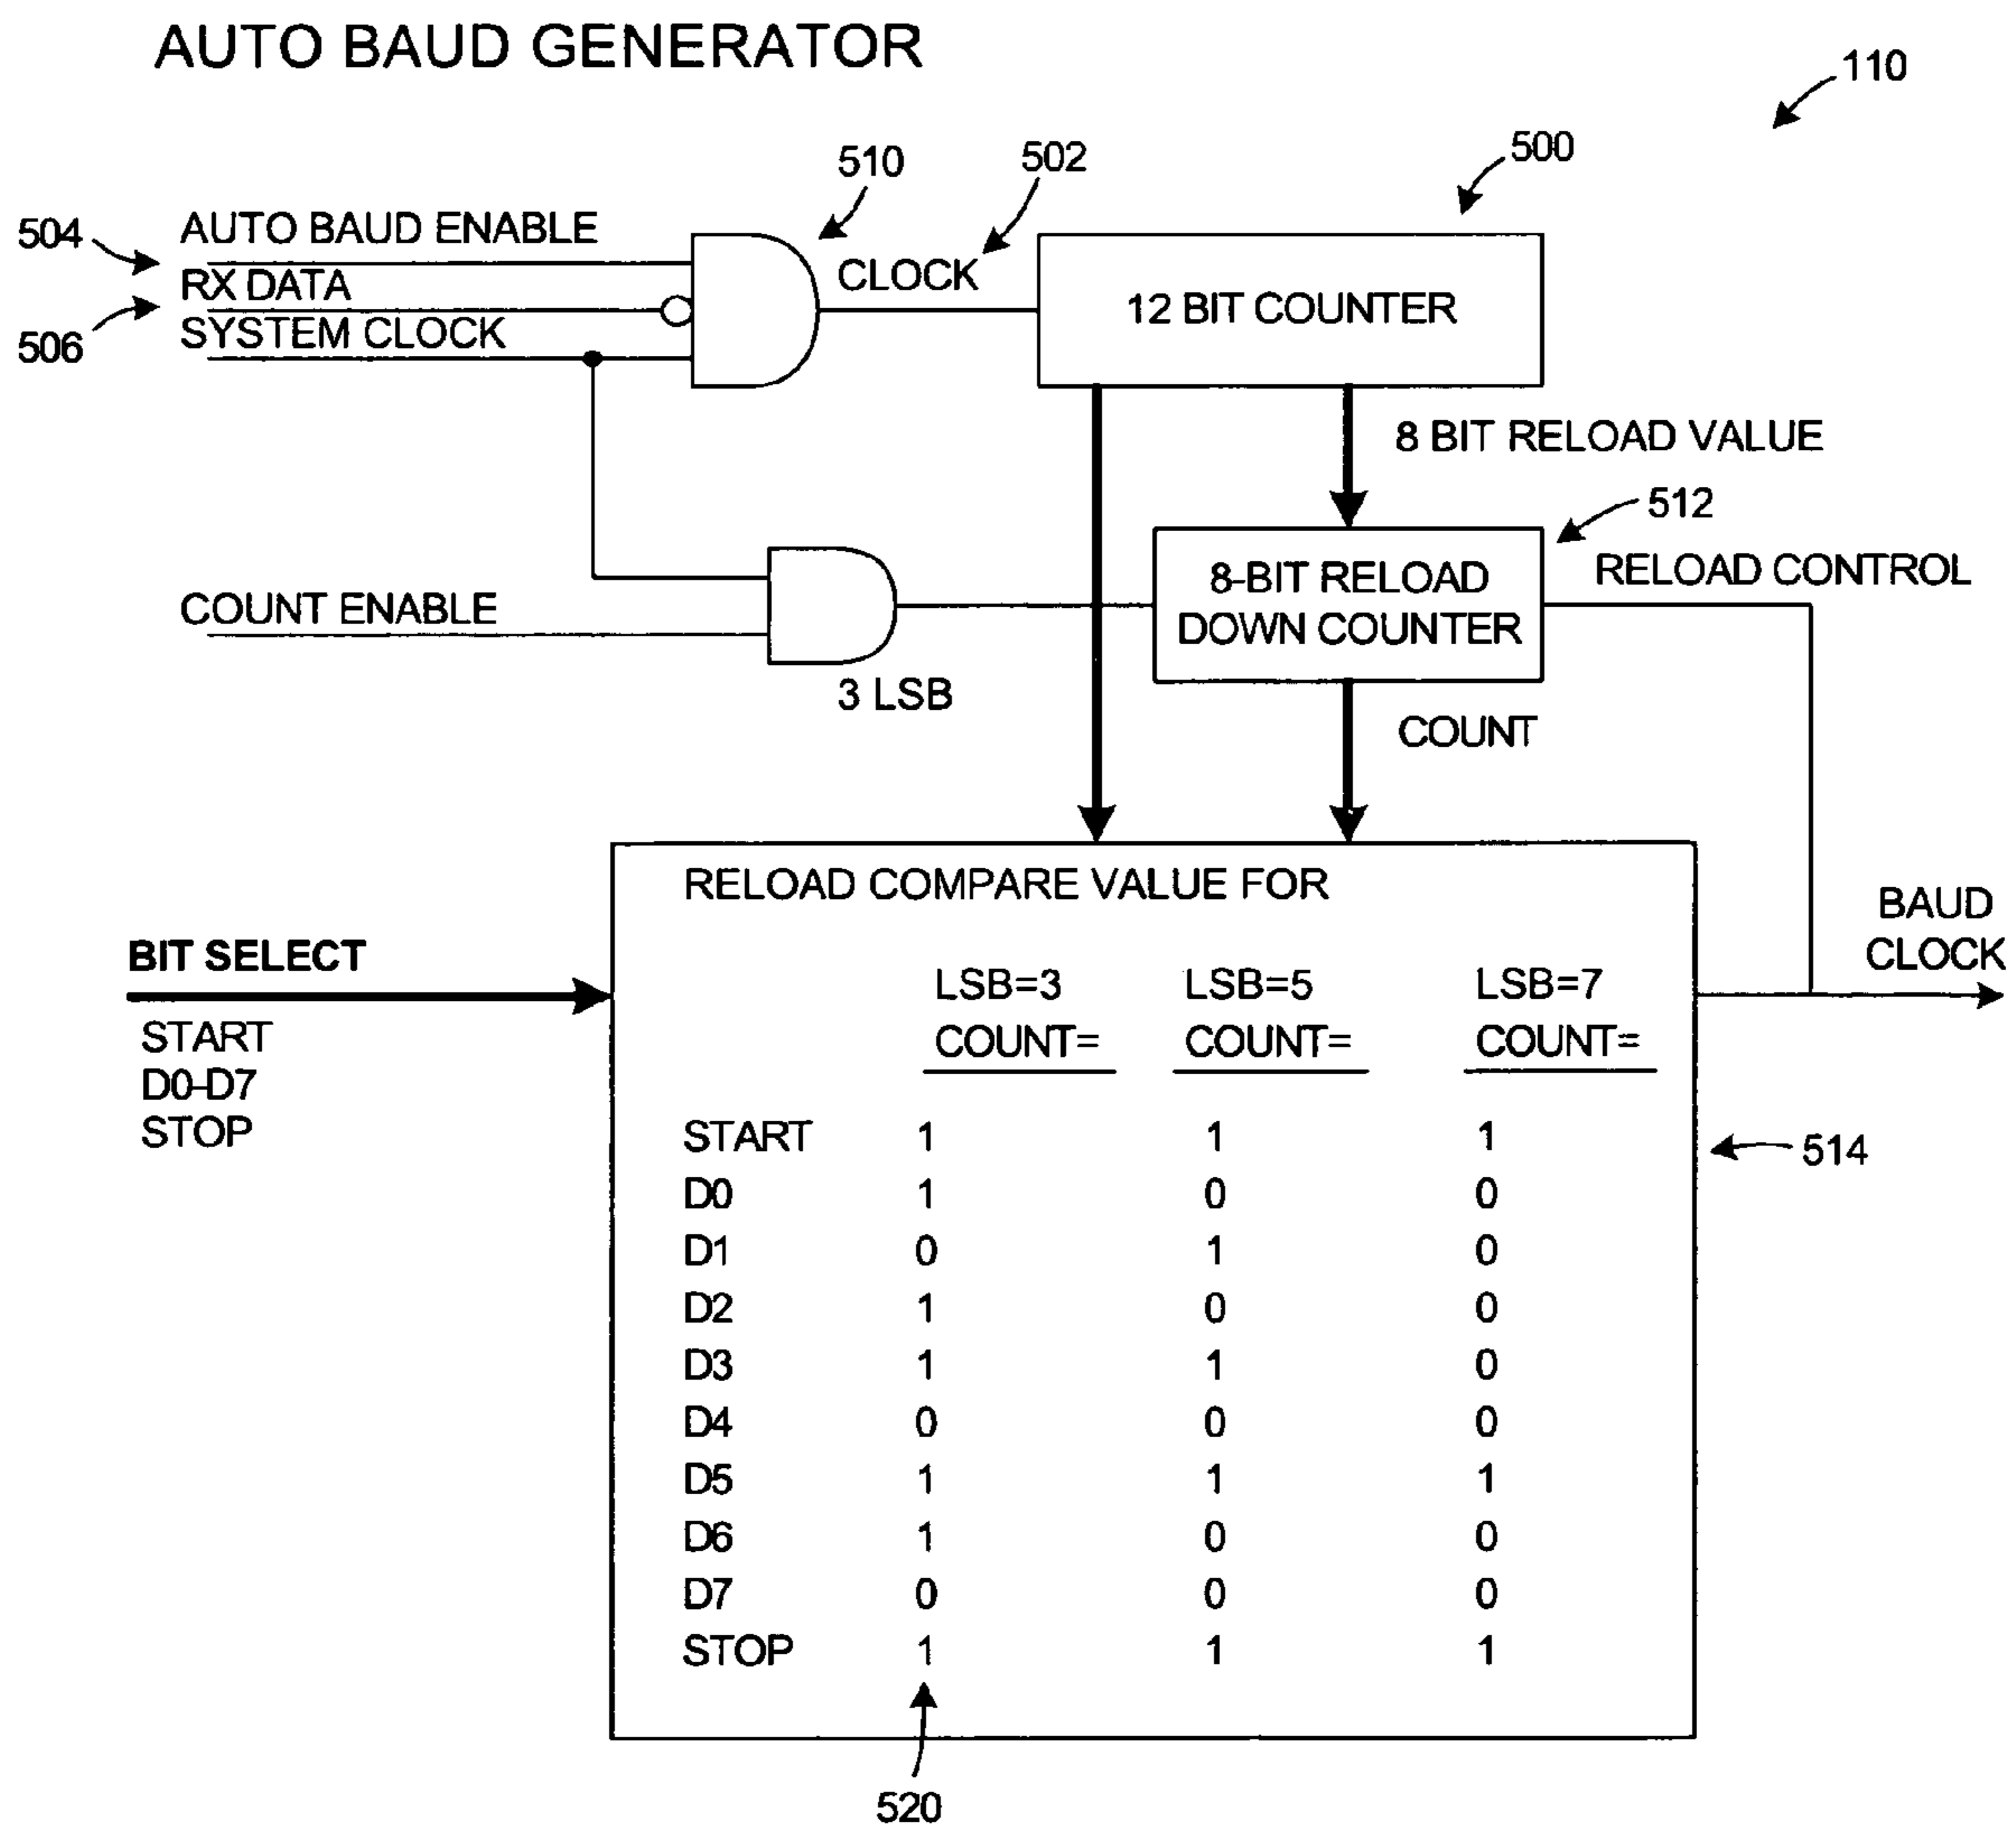 AUTO BAUD GENERATOR
110
500
502
510
504
AUTO BAUD ENABLE
RX DATA
506
SYSTEM CLOCK
CLOCK
12 BIT COUNTER
8 BIT RELOAD VALUE
512
RELOAD CONTROL
8-BIT RELOAD
DOWN COUNTER
COUNT ENABLE
3 LSB
COUNT
RELOAD COMPARE VALUE FOR
BAUD
CLOCK
BIT SELECT
START
D0-D7
STOP
LSB=3 LSB=5 LSB=7
COUNT= COUNT= COUNT=
START 1 1 1
514
D0 1 0 0
D1 0 1 0
D2 1 0 0
D3 1 1 0
D4 0 0 0
D5 1 1 1
D6 1 0 0
D7 0 0 0
STOP 1 1 1
520